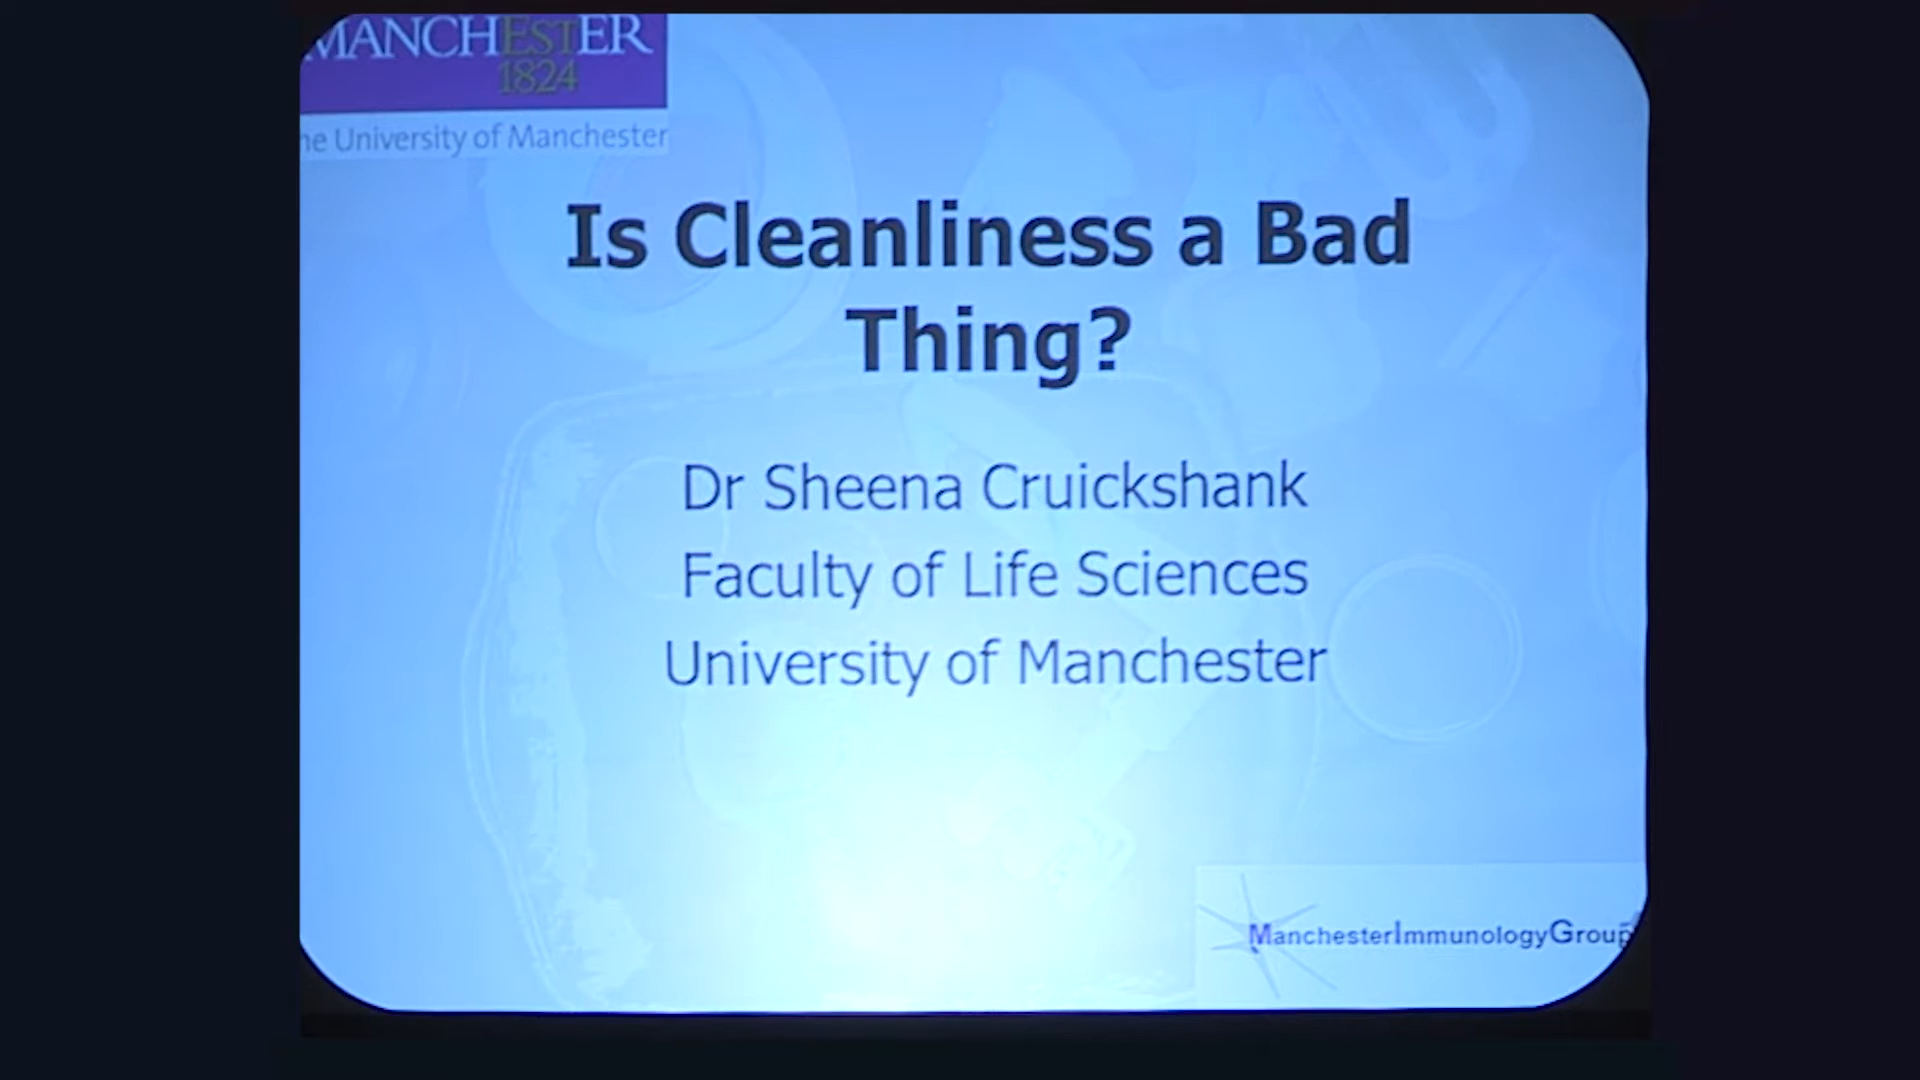 MANCHESTER
1824
he University of Manchester
Is Cleanliness a Bad
Thing?
Dr Sheena Cruickshank
Faculty of Life Sciences
University of Manchester
ManchesterImmunologyGroup